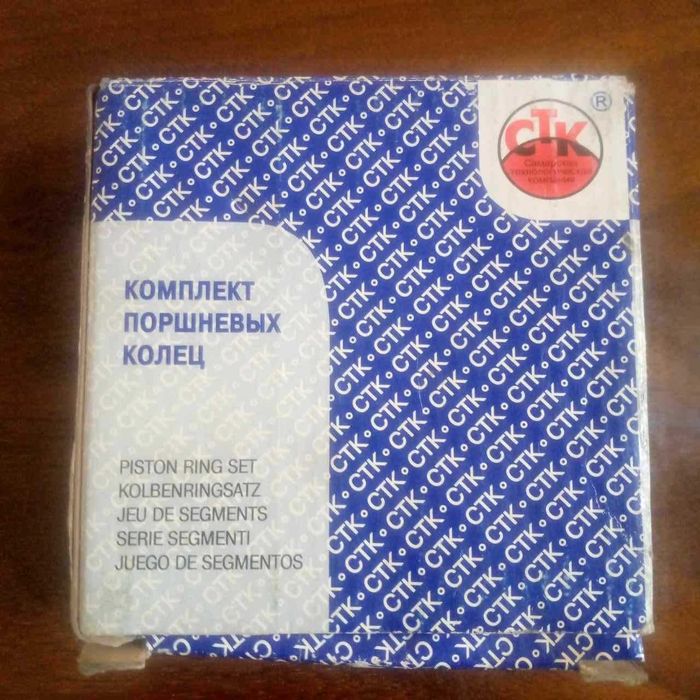 СТК
®
Самарская
технологическая
компания
КОМПЛЕКТ
ПОРШНЕВЫХ
КОЛЕЦ
PISTON RING SET
KOLBENRINGSATZ
JEU DE SEGMENTS
SERIE SEGMENTI
JUEGO DE SEGMENTOS